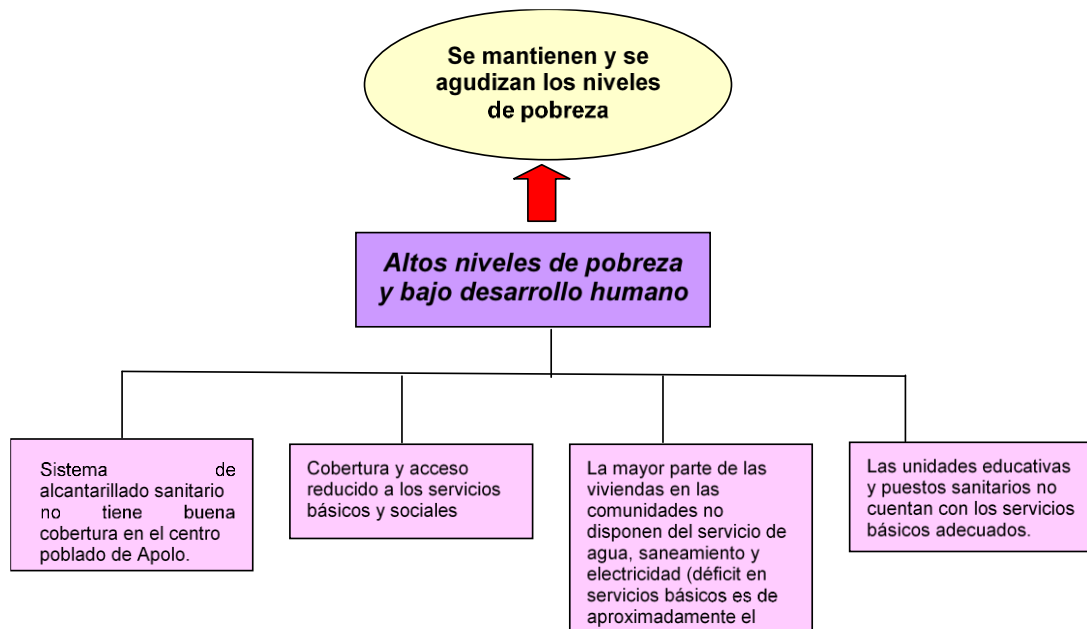 Se mantienen y se
agudizan los niveles
de pobreza
Altos niveles de pobreza
y bajo desarrollo humano
Sistema de
alcantarillado sanitario
no tiene buena
cobertura en el centro
poblado de Apolo.
Cobertura y acceso
reducido a los servicios
básicos y sociales
La mayor parte de las
viviendas en las
comunidades no
disponen del servicio de
agua, saneamiento y
electricidad (déficit en
servicios básicos es de
aproximadamente el
Las unidades educativas
y puestos sanitarios no
cuentan con los servicios
básicos adecuados.